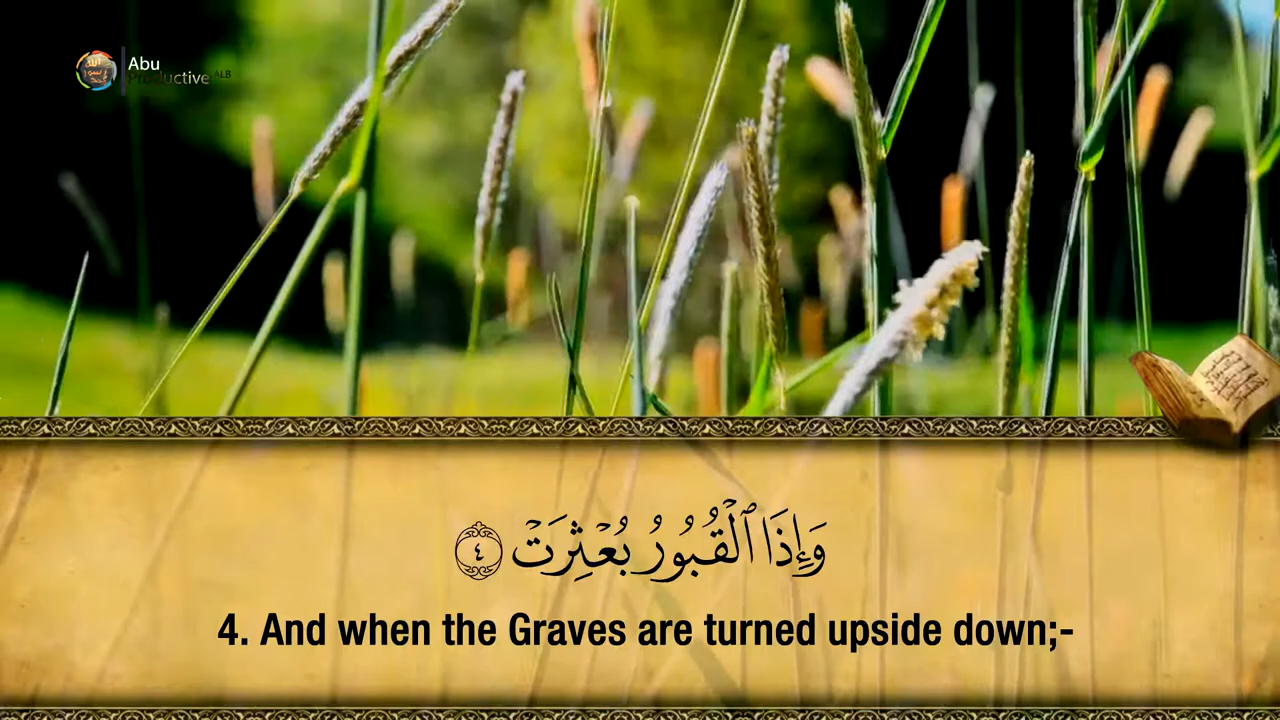 Abu
Productive ALB
وَإِذَا ٱلْقُبُورُ بُعْثِرَتْ ٤
4. And when the Graves are turned upside down;-